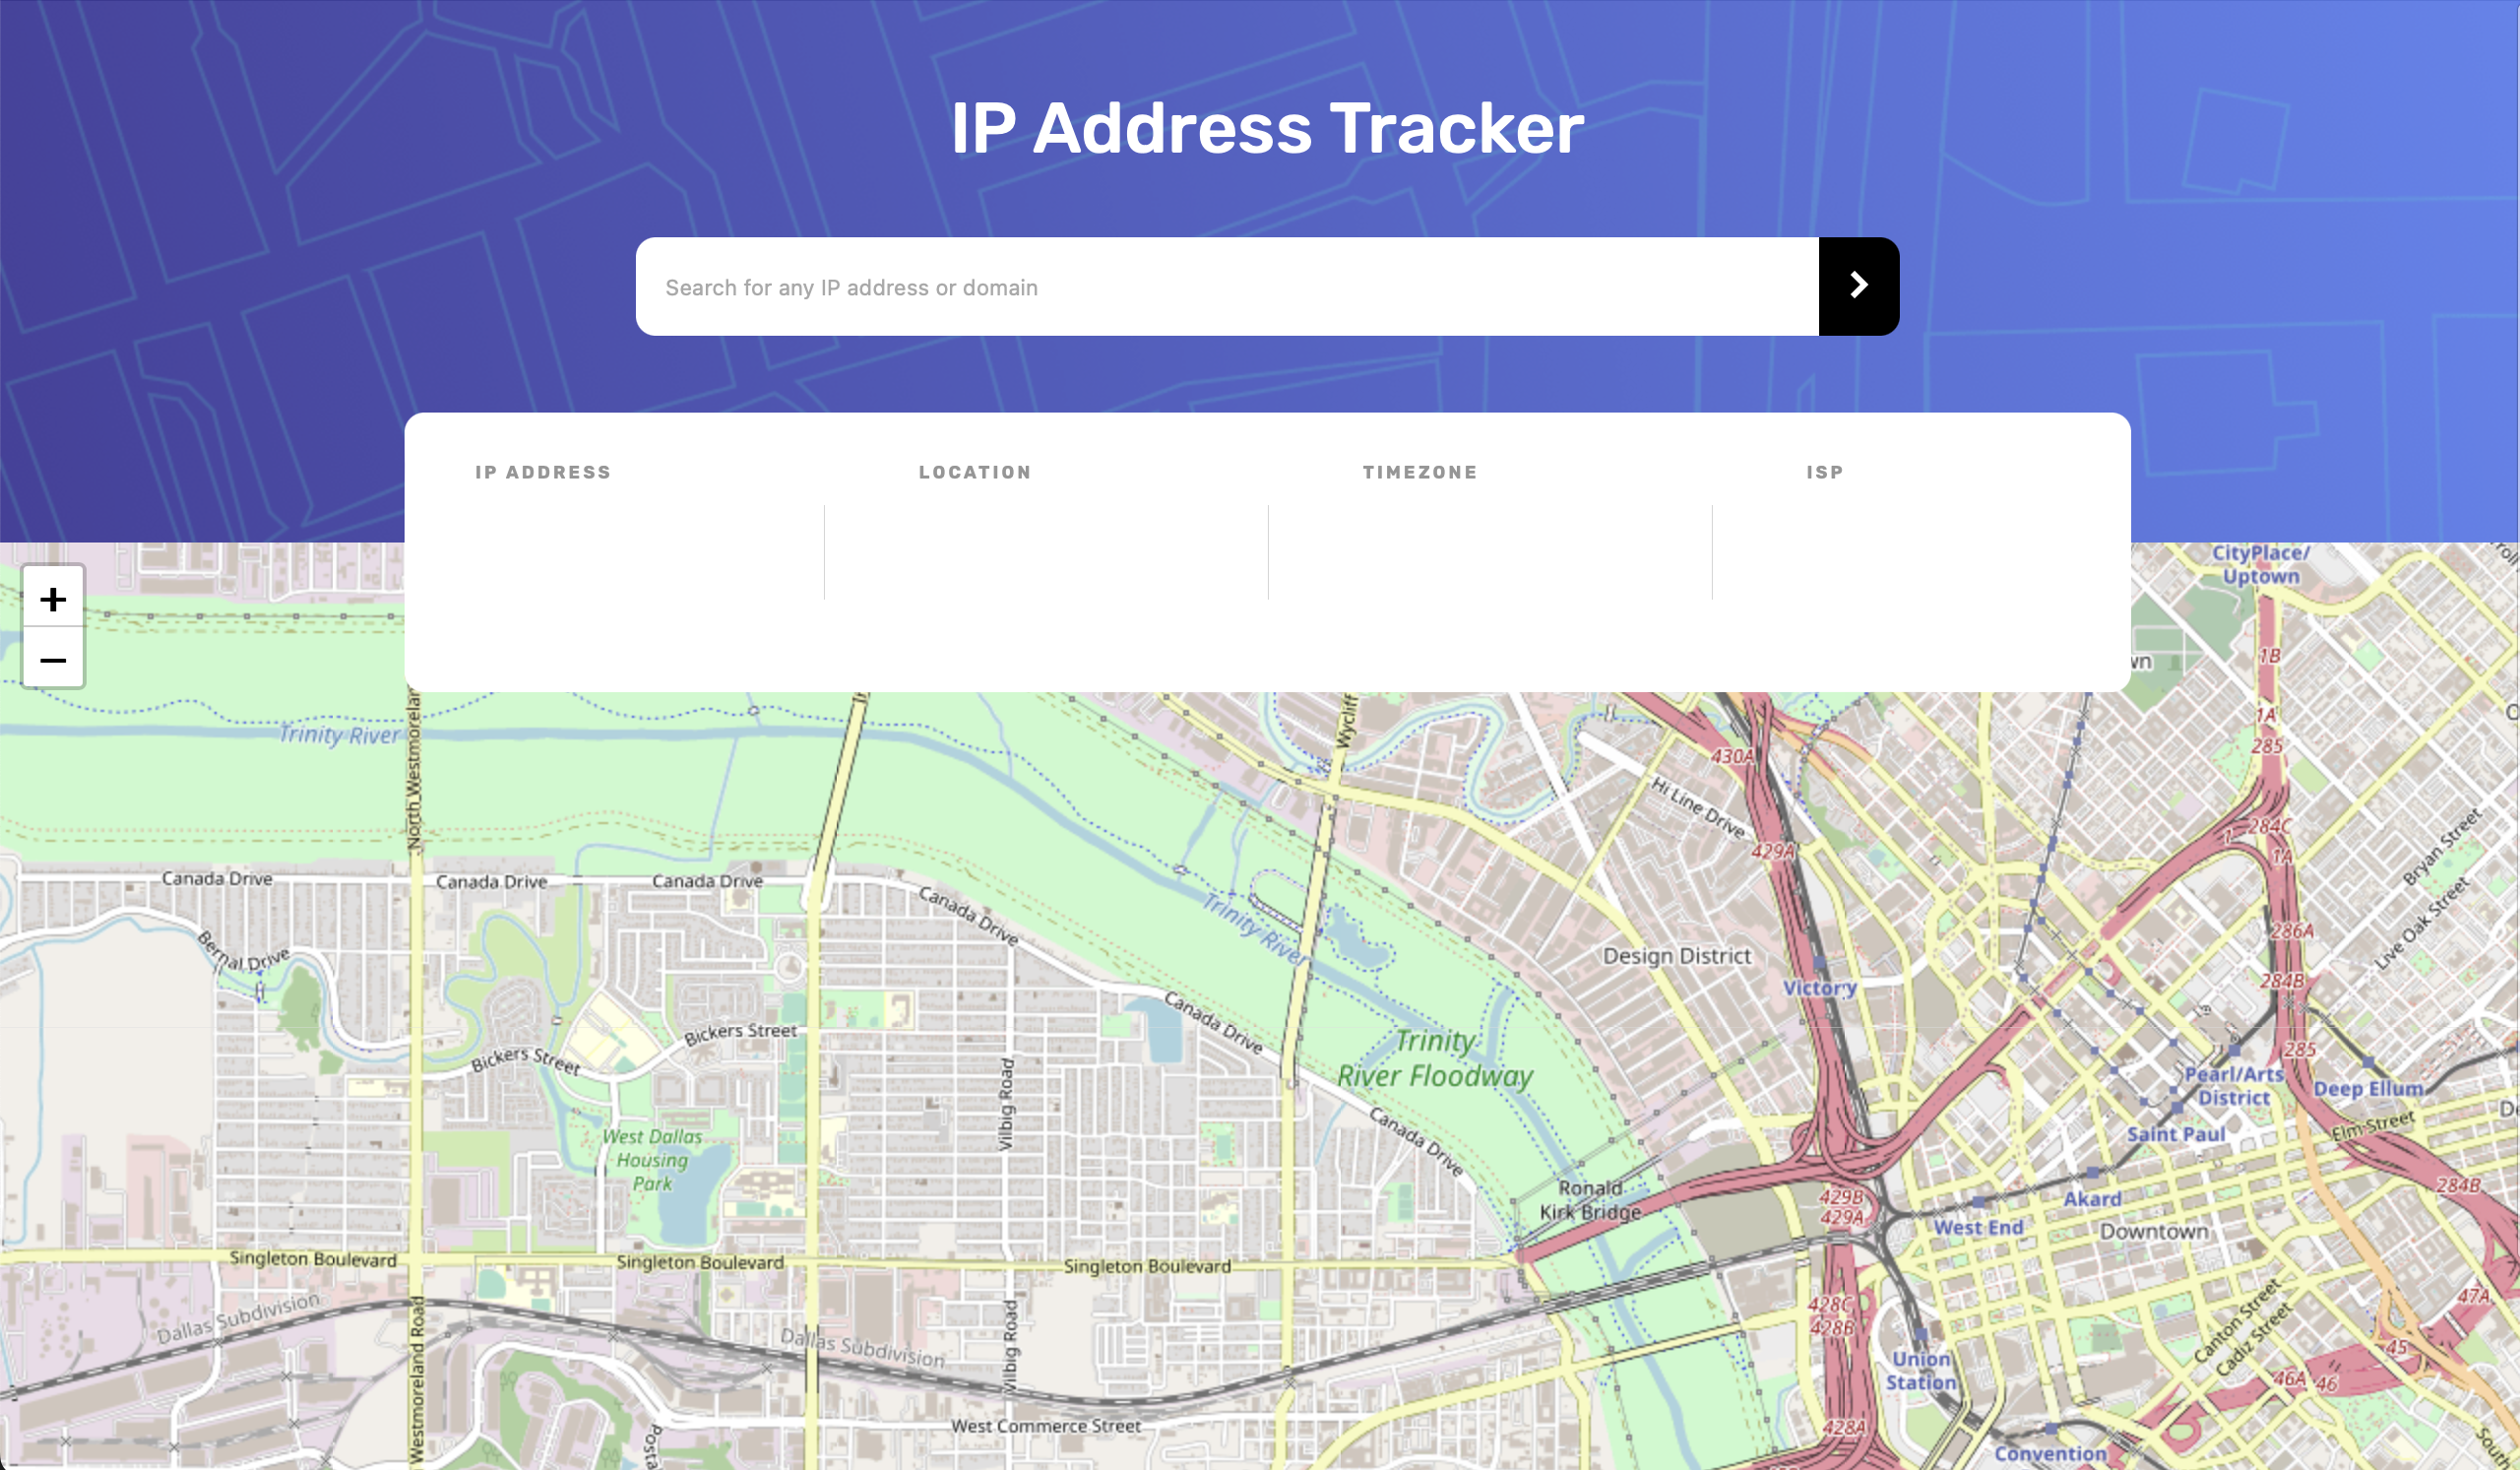 IP Address Tracker
Search for any IP address or domain
IP ADDRESS
LOCATION
TIMEZONE
ISP
+
−
CityPlace/
Uptown
1B
1A
285
Trinity River
North Westmoreland
Wycliff
430A
Hi Line Drive
429A
284C
1
1A
Bryan Street
Live Oak Street
Canada Drive
Canada Drive
Canada Drive
Canada Drive
Bernal Drive
Trinity River
Design District
Victory
286A
284B
Canada Drive
Bickers Street
Bickers Street
Trinity
River Floodway
285
Pearl/Arts
District
Deep Ellum
Vilbig Road
Canada Drive
West Dallas
Housing
Park
Saint Paul
Elm Street
Ronald
Kirk Bridge
429B
429A
Akard
West End
Downtown
284B
Singleton Boulevard
Singleton Boulevard
Singleton Boulevard
Dallas Subdivision
Dallas Subdivision
Westmoreland Road
Vilbig Road
428C
428B
Canton Street
Cadiz Street
47A
45
46A
46
Union
Station
West Commerce Street
428A
Convention
South